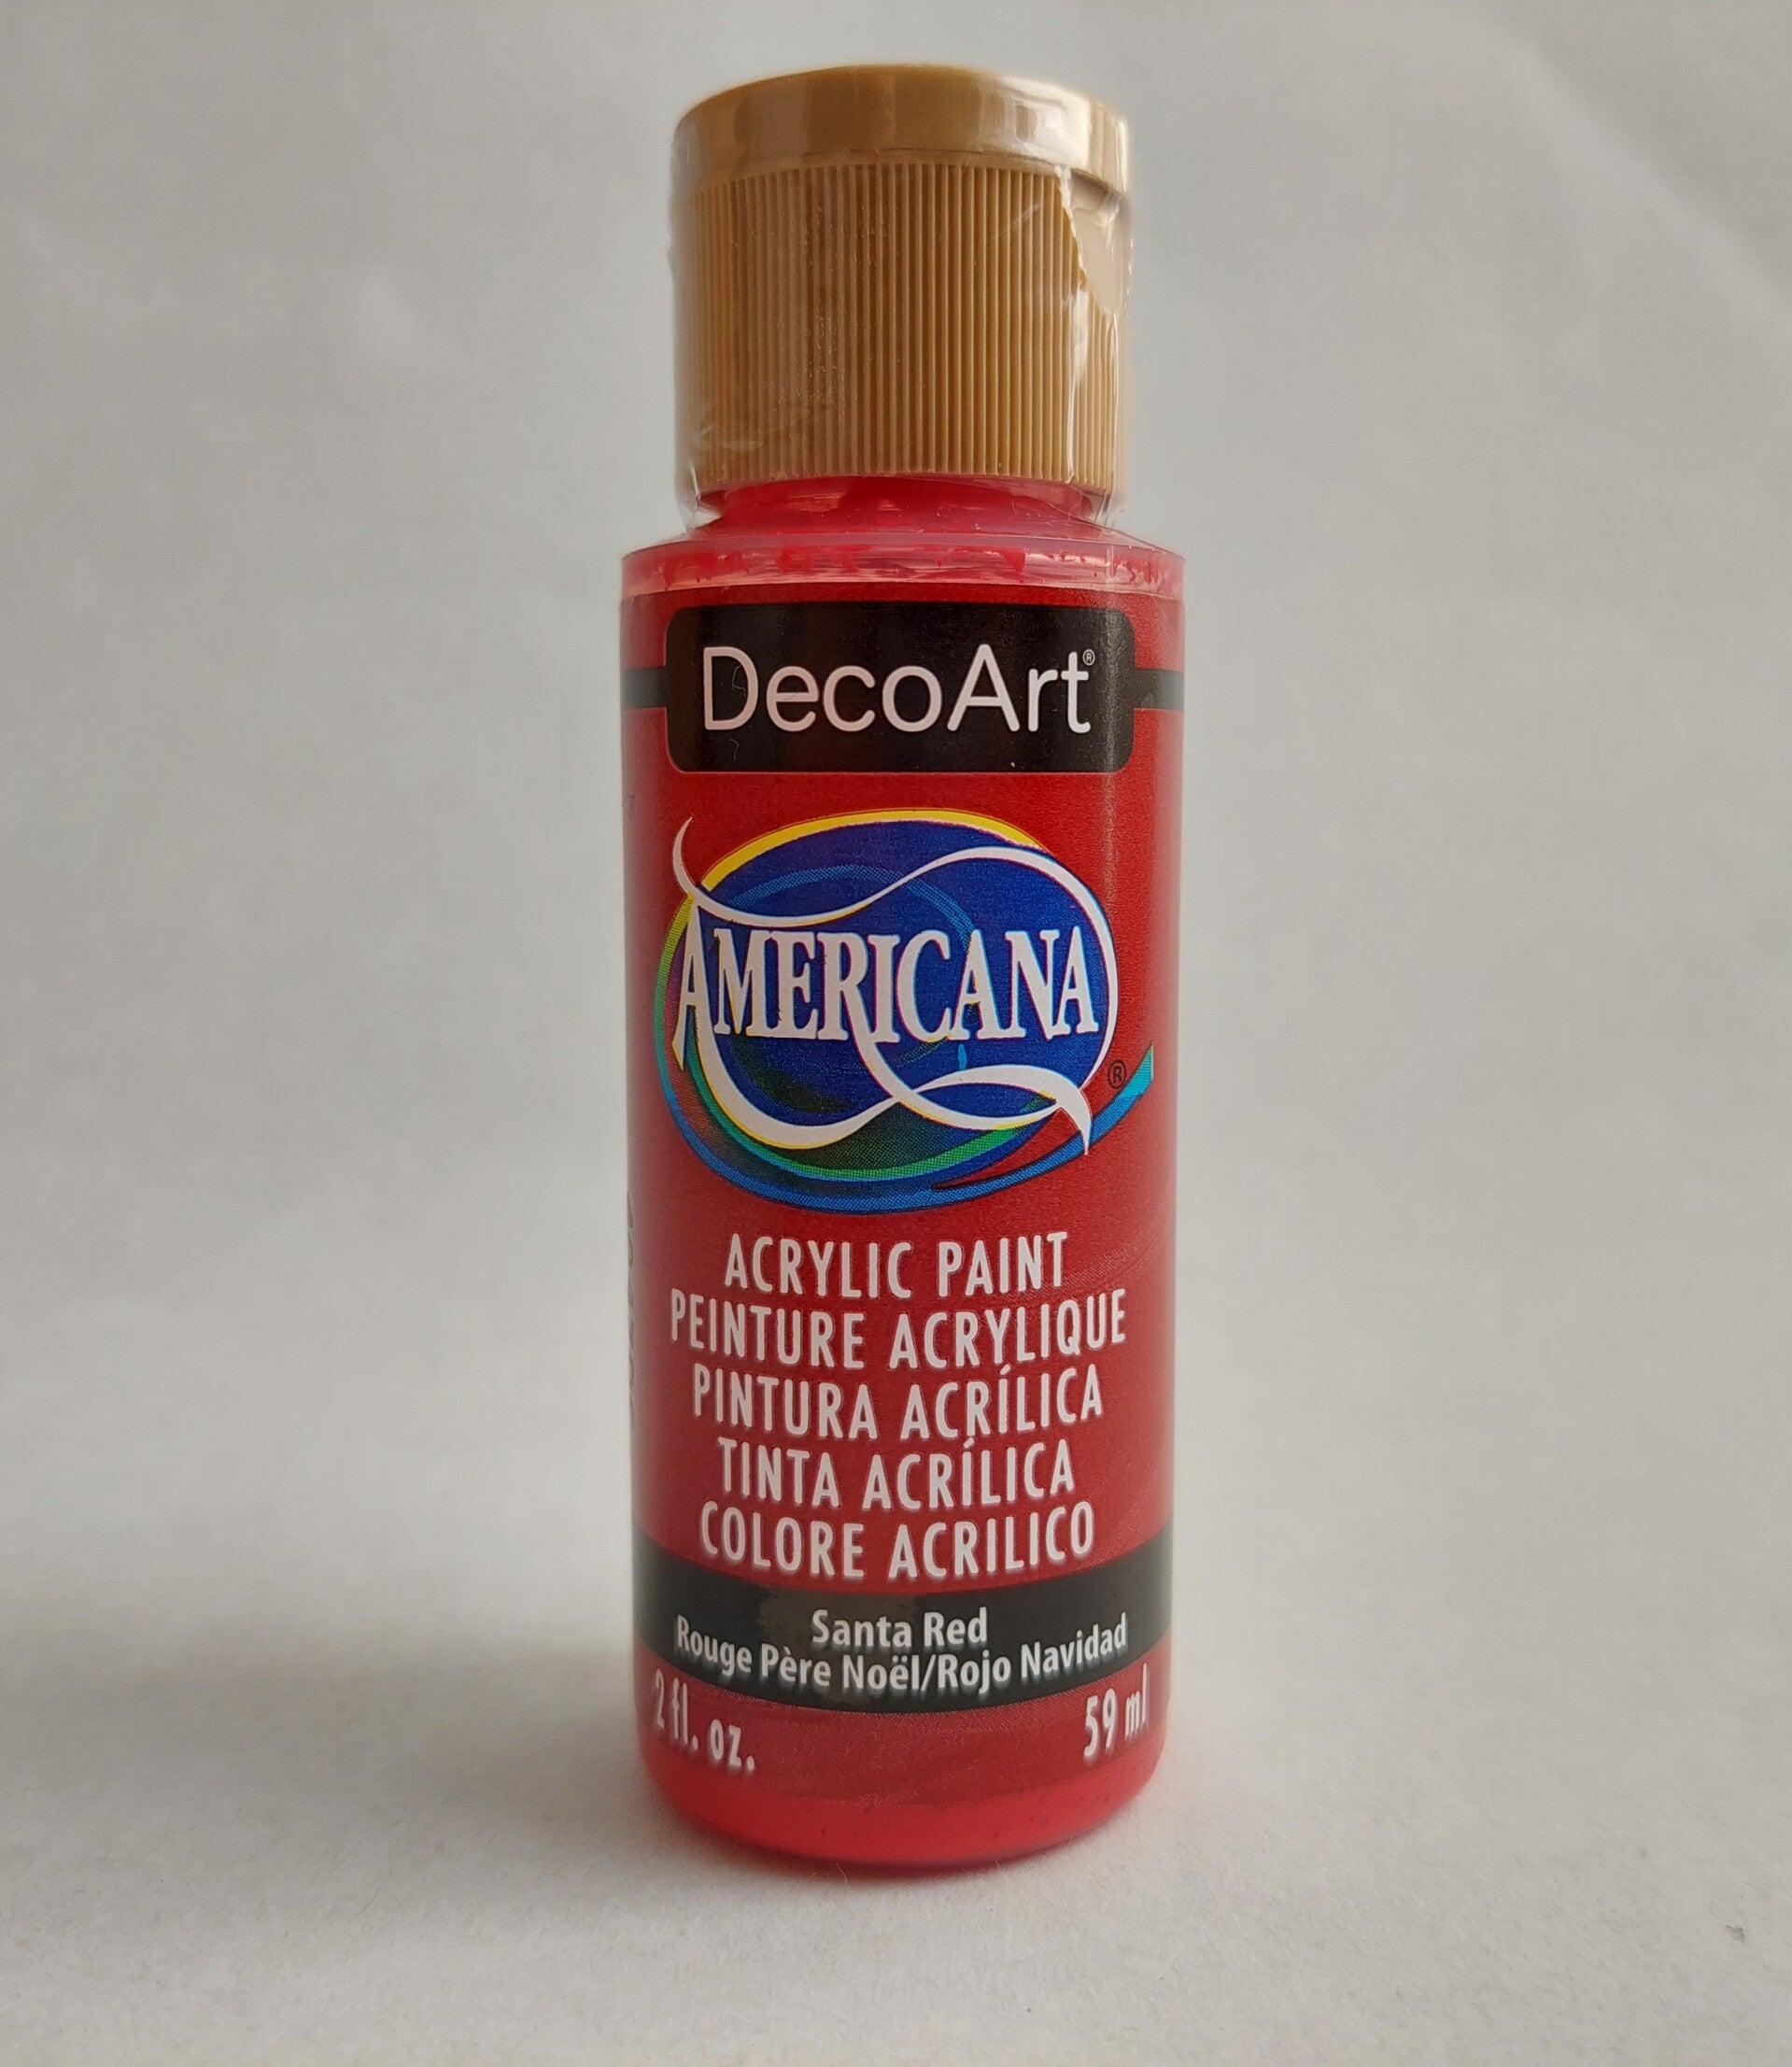 DecoArt®
AMERICANA®
ACRYLIC PAINT
PEINTURE ACRYLIQUE
PINTURA ACRÍLICA
TINTA ACRÍLICA
COLORE ACRILICO
Santa Red
Rouge Père Noël/Rojo Navidad
2 fl. oz. 59 ml